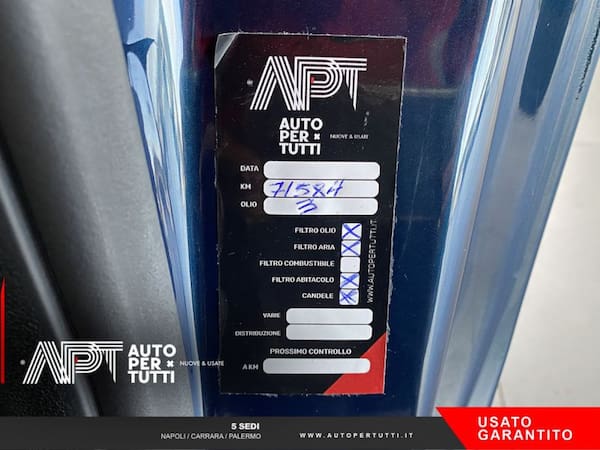 APT
AUTO
PER
TUTTI
NUOVE & USATE
DATA
KM 71584
OLIO 3
FILTRO OLIO X
FILTRO ARIA X
FILTRO COMBUSTIBILE
FILTRO ABITACOLO X
CANDELE X
WWW.AUTOPERTUTTI.IT
VARIE
DISTRIBUZIONE
PROSSIMO CONTROLLO
A KM
APT
AUTO
PER
TUTTI
NUOVE & USATE
5 SEDI
NAPOLI / CARRARA / PALERMO
WWW.AUTOPERTUTTI.IT
USATO
GARANTITO